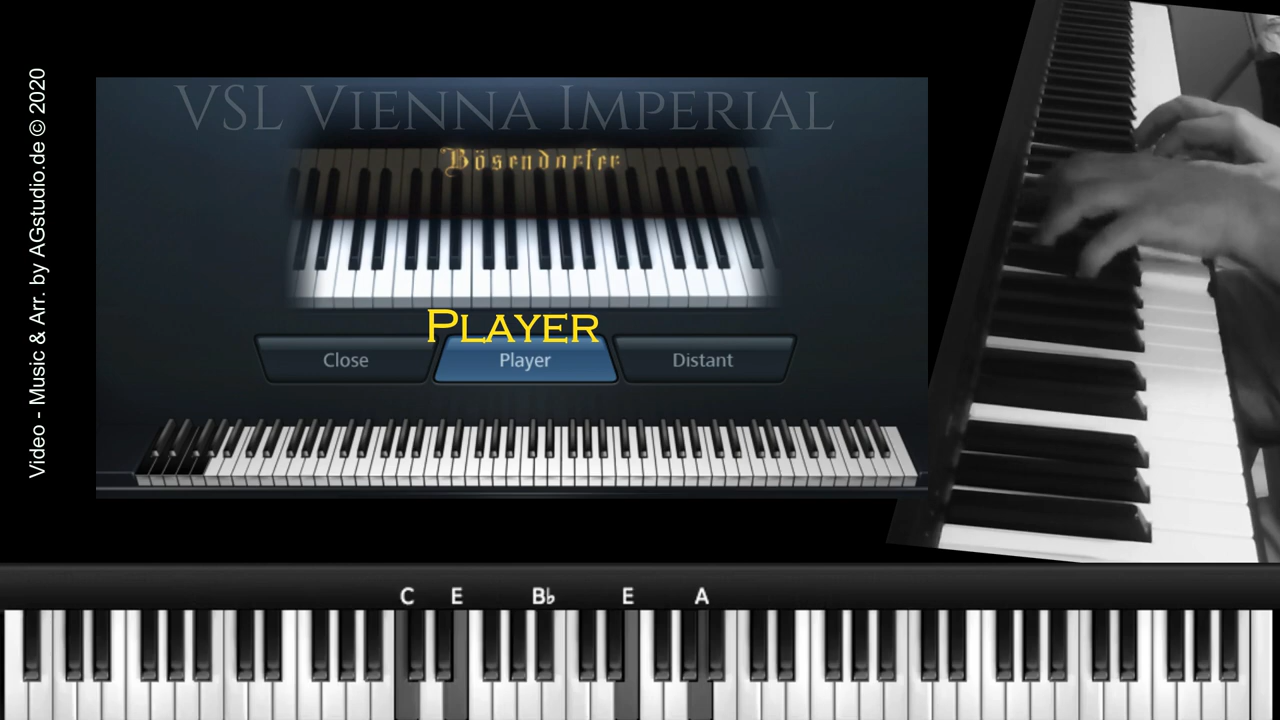 Video - Music & Arr. by AGstudio.de © 2020
VSL Vienna Imperial
Bösendorfer
Player
Close
Player
Distant
C E B♭ E A